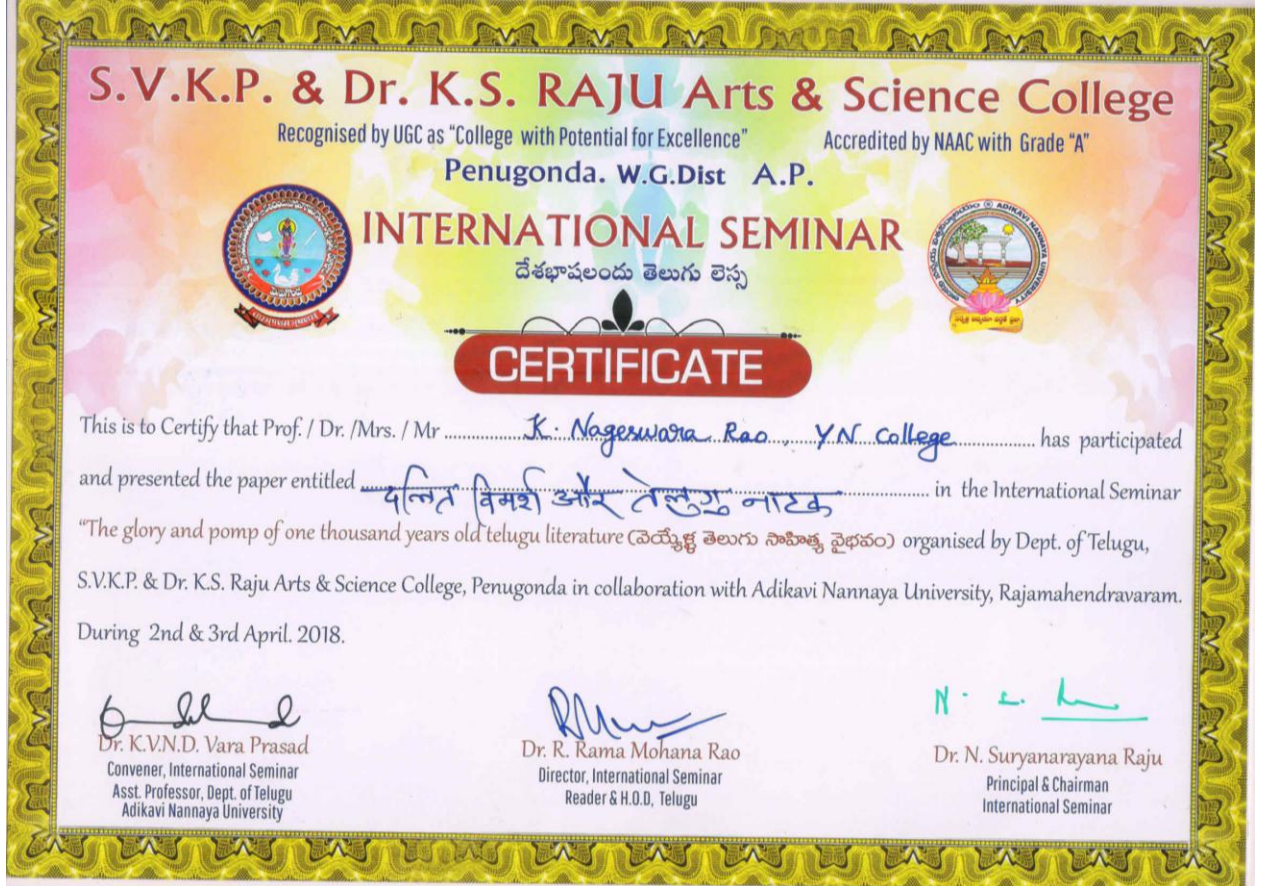 S.V.K.P. & Dr. K.S. RAJU Arts & Science College
Recognised by UGC as "College with Potential for Excellence" Accredited by NAAC with Grade "A"
Penugonda. W.G.Dist A.P.
INTERNATIONAL SEMINAR
దేశభాషలందు తెలుగు లెస్స
ADIKAVI NANNAYA UNIVERSITY
CERTIFICATE
This is to Certify that Prof. / Dr. /Mrs. / Mr K. Nageswara Rao, YN College has participated
and presented the paper entitled दलित विमर्श और तेलुगु नाटक in the International Seminar
"The glory and pomp of one thousand years old telugu literature (వెయ్యేళ్ల తెలుగు సాహిత్య వైభవం) organised by Dept. of Telugu,
S.V.K.P. & Dr. K.S. Raju Arts & Science College, Penugonda in collaboration with Adikavi Nannaya University, Rajamahendravaram.
During 2nd & 3rd April. 2018.
Dr. K.V.N.D. Vara Prasad
Convener, International Seminar
Asst. Professor, Dept. of Telugu
Adikavi Nannaya University
Dr. R. Rama Mohana Rao
Director, International Seminar
Reader & H.O.D, Telugu
Dr. N. Suryanarayana Raju
Principal & Chairman
International Seminar